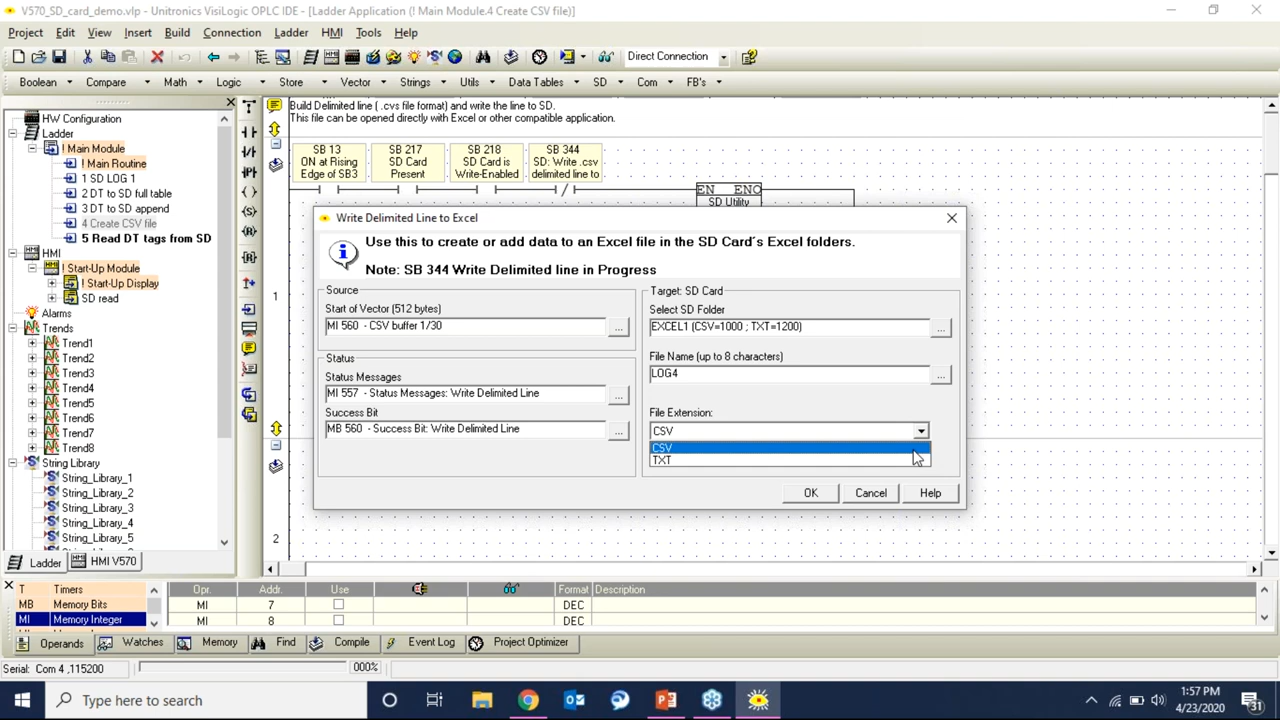 V570_SD_card_demo.vlp - Unitronics VisiLogic OPLC IDE - [Ladder Application (! Main Module.4 Create CSV file)]
Project Edit View Insert Build Connection Ladder HMI Tools Help
Direct Connection
Boolean Compare Math Logic Store Vector Strings Utils Data Tables SD Com FB's
HW Configuration
Ladder
! Main Module
! Main Routine
1 SD LOG 1
2 DT to SD full table
3 DT to SD append
4 Create CSV file
5 Read DT tags from SD
HMI
! Start-Up Module
! Start-Up Display
SD read
Alarms
Trends
Trend1
Trend2
Trend3
Trend4
Trend5
Trend6
Trend7
Trend8
String Library
String_Library_1
String_Library_2
String_Library_3
String_Library_4
String_Library_5
Ladder HMI V570
Build Delimited line ( .cvs file format) and write the line to SD.
This file can be opened directly with Excel or other compatible application.
SB 13
ON at Rising
Edge of SB3
SB 217
SD Card
Present
SB 218
SD Card is
Write-Enabled
SB 344
SD: Write .csv
delimited line to
EN ENO
SD Utility
1
2
Write Delimited Line to Excel
Use this to create or add data to an Excel file in the SD Card's Excel folders.
Note: SB 344 Write Delimited line in Progress
Source
Start of Vector (512 bytes)
MI 560 - CSV buffer 1/30
...
Status
Status Messages
MI 557 - Status Messages: Write Delimited Line
...
Success Bit
MB 560 - Success Bit: Write Delimited Line
...
Target: SD Card
Select SD Folder
EXCEL1 (CSV=1000 ; TXT=1200)
...
File Name (up to 8 characters)
LOG4
...
File Extension:
CSV
CSV
TXT
OK Cancel Help
T Timers
MB Memory Bits
MI Memory Integer
Opr. Addr. Use Format Description
MI 7 DEC
MI 8 DEC
Operands Watches Memory Find Compile Event Log Project Optimizer
Serial: Com 4 ,115200 000%
Type here to search
1:57 PM
4/23/2020
31